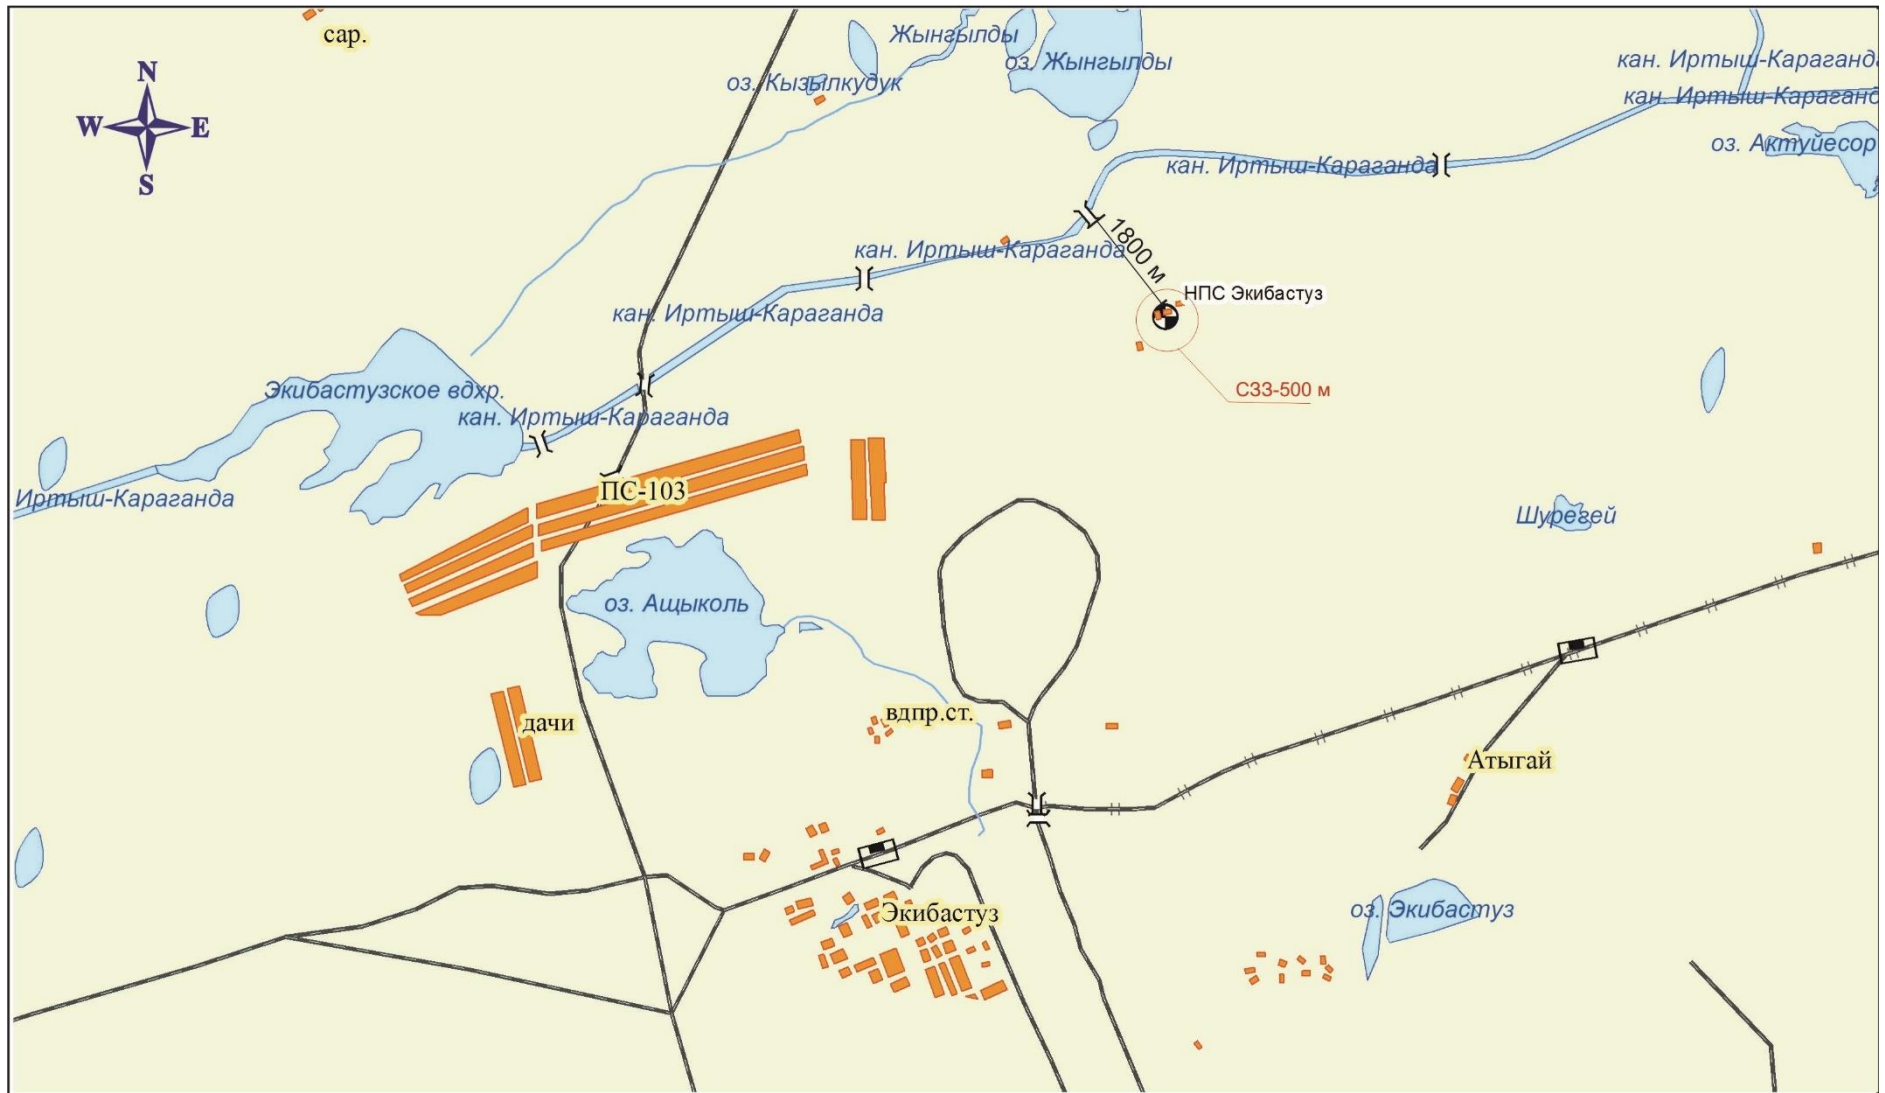 сар.
Жынгылды
оз. Жынгылды
кан. Иртыш-Караганда
оз. Кызылкудук
кан. Иртыш-Караганд
N
W E
S
оз. Актуйесор
кан. Иртыш-Караганда
1800 м
кан. Иртыш-Караганда
НПС Экибастуз
кан. Иртыш-Караганда
Экибастузское вдхр.
СЗЗ-500 м
кан. Иртыш-Караганда
ПС-103
Иртыш-Караганда
Шурегей
оз. Ащыколь
вдпр.ст.
дачи
Атыгай
Экибастуз
оз. Экибастуз